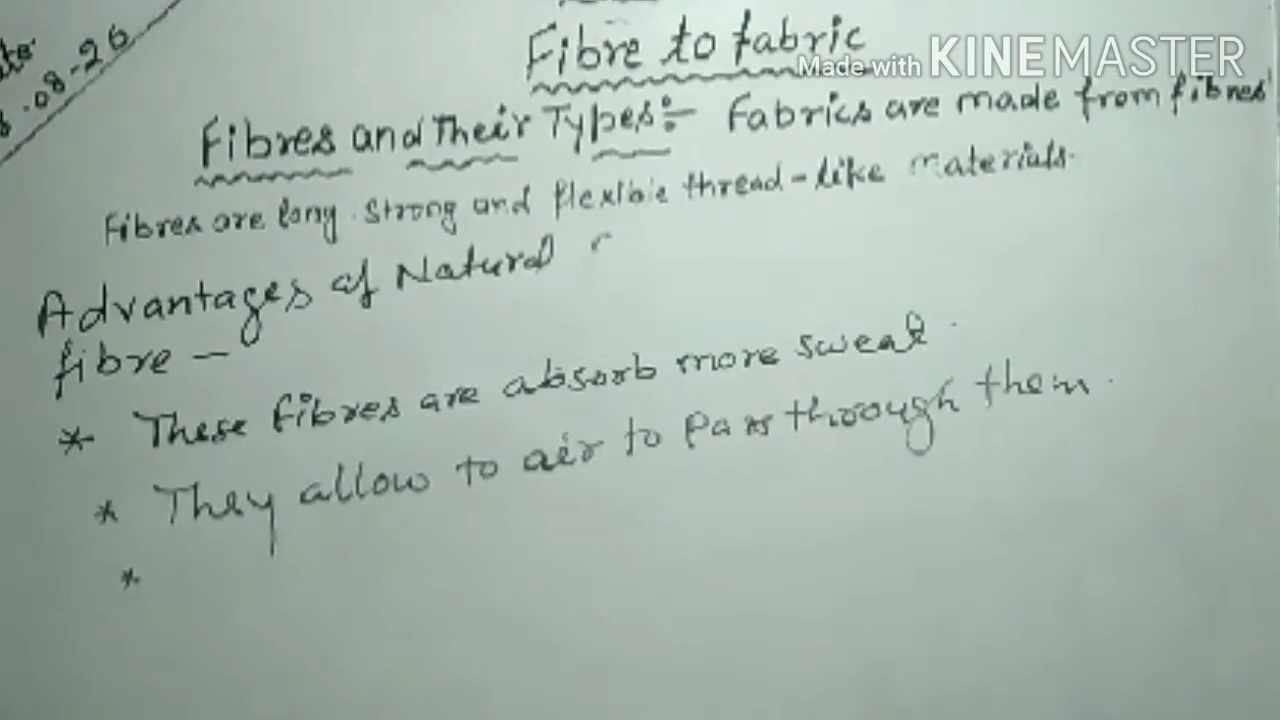 Fibre to fabric
Made with KINEMASTER
08-26
Fibres and Their Types:- Fabrics are made from fibres
Fibres are long strong and flexible thread-like materials.
Advantages of Natural
fibre -
* These fibres are absorb more sweat.
* They allow to air to pass through them.
*